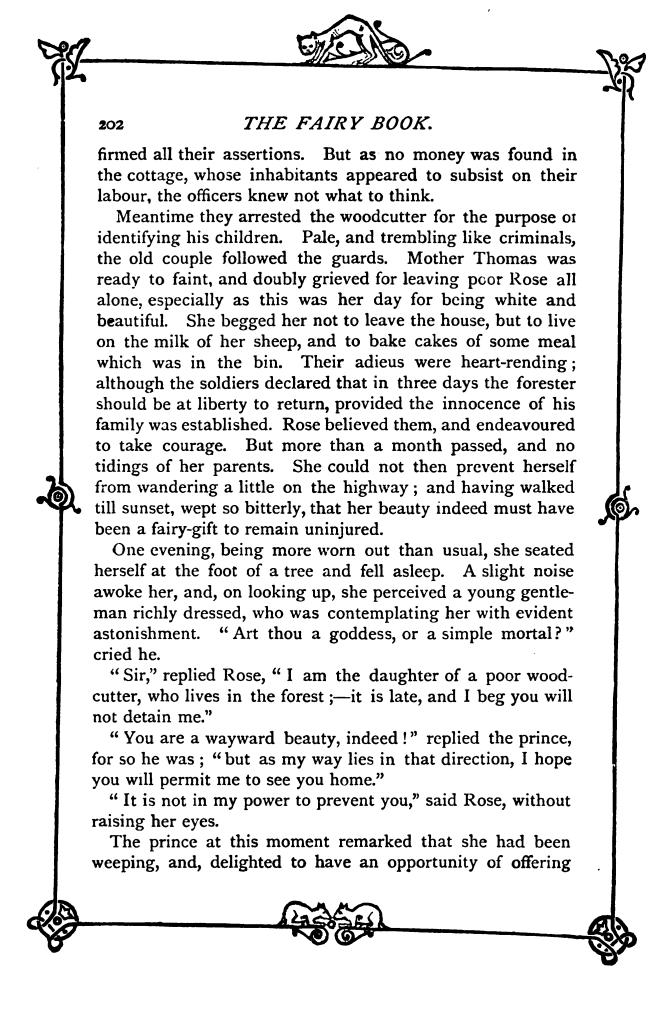 202 THE FAIRY BOOK.
firmed all their assertions. But as no money was found in
the cottage, whose inhabitants appeared to subsist on their
labour, the officers knew not what to think.
Meantime they arrested the woodcutter for the purpose or
identifying his children. Pale, and trembling like criminals,
the old couple followed the guards. Mother Thomas was
ready to faint, and doubly grieved for leaving poor Rose all
alone, especially as this was her day for being white and
beautiful. She begged her not to leave the house, but to live
on the milk of her sheep, and to bake cakes of some meal
which was in the bin. Their adieus were heart-rending;
although the soldiers declared that in three days the forester
should be at liberty to return, provided the innocence of his
family was established. Rose believed them, and endeavoured
to take courage. But more than a month passed, and no
tidings of her parents. She could not then prevent herself
from wandering a little on the highway; and having walked
till sunset, wept so bitterly, that her beauty indeed must have
been a fairy-gift to remain uninjured.
One evening, being more worn out than usual, she seated
herself at the foot of a tree and fell asleep. A slight noise
awoke her, and, on looking up, she perceived a young gentle-
man richly dressed, who was contemplating her with evident
astonishment. "Art thou a goddess, or a simple mortal?"
cried he.
"Sir," replied Rose, "I am the daughter of a poor wood-
cutter, who lives in the forest;—it is late, and I beg you will
not detain me."
"You are a wayward beauty, indeed!" replied the prince,
for so he was; "but as my way lies in that direction, I hope
you will permit me to see you home."
"It is not in my power to prevent you," said Rose, without
raising her eyes.
The prince at this moment remarked that she had been
weeping, and, delighted to have an opportunity of offering